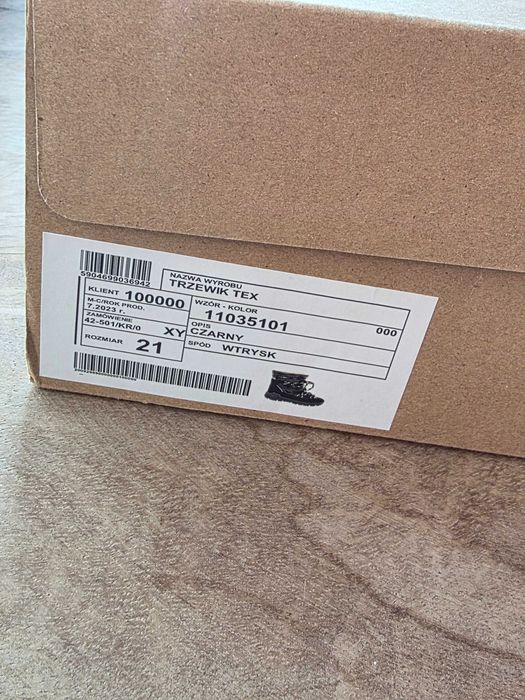 5904699036942
NAZWA WYROBU
TRZEWIK TEX
KLIENT 100000
WZÓR - KOLOR
11035101 000
M-C/ROK PROD.
7.2023 r.
OPIS
CZARNY
ZAMÓWIENIE
42-501/KR/0 XY
ROZMIAR 21
SPÓD WTRYSK